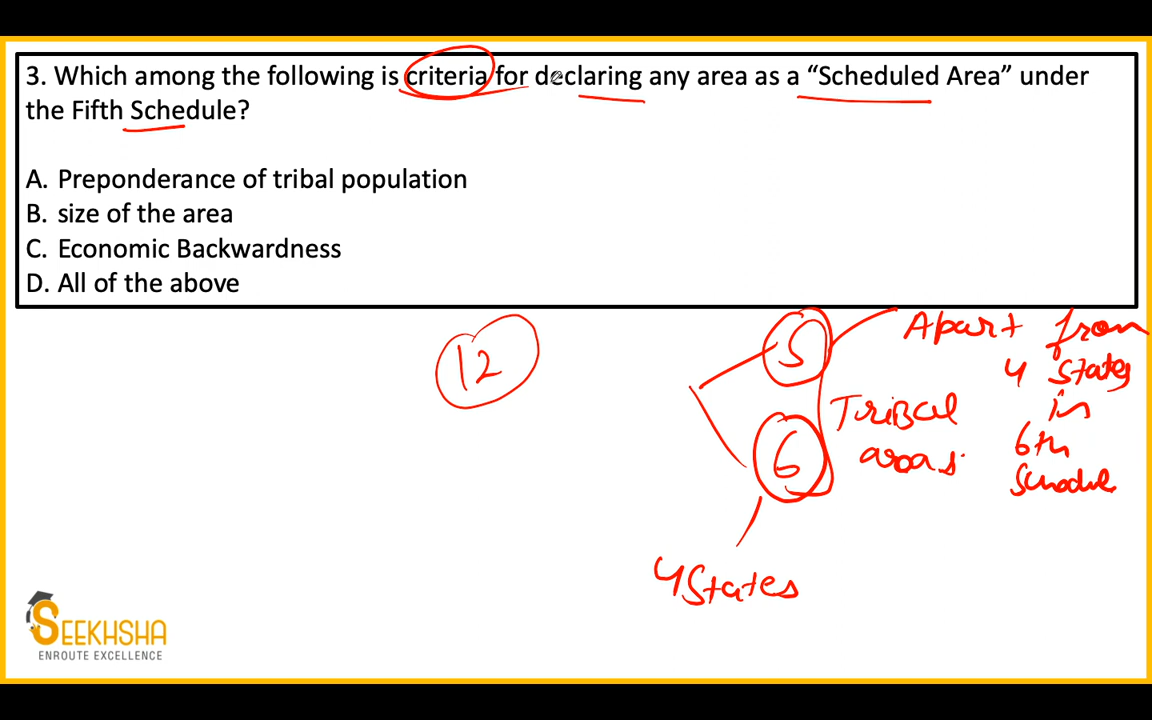 3. Which among the following is criteria for declaring any area as a “Scheduled Area” under
the Fifth Schedule?
A. Preponderance of tribal population
B. size of the area
C. Economic Backwardness
D. All of the above
12
5
Apart from
4 states
in
6th
Tribal
areas
6
4 States
SEEKHSHA
ENROUTE EXCELLENCE